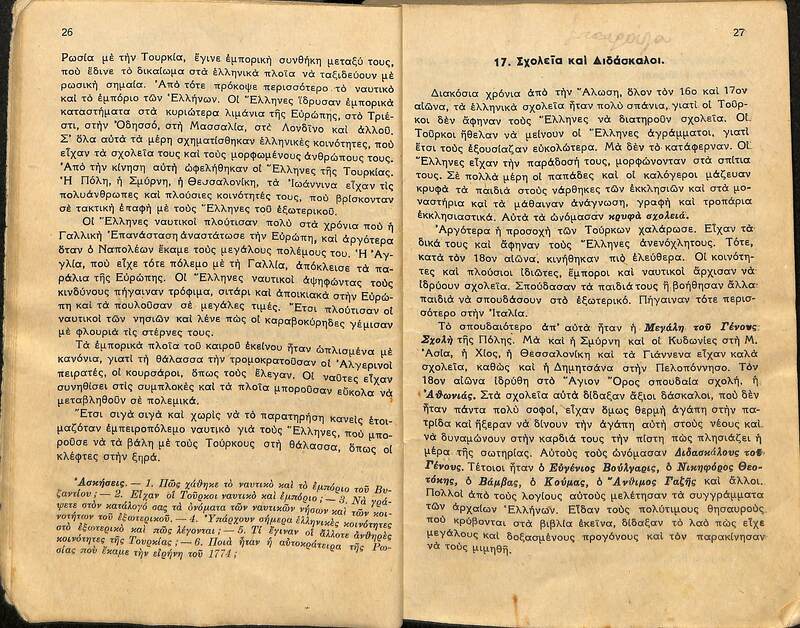 26
Ρωσία μὲ τὴν Τουρκία, ἔγινε ἐμπορικὴ συνθήκη μεταξύ τους,
ποὺ ἔδινε τὸ δικαίωμα στὰ ἑλληνικὰ πλοῖα νὰ ταξιδεύουν μὲ
ρωσικὴ σημαία. Ἀπὸ τότε πρόκοψε περισσότερο τὸ ναυτικὸ
καὶ τὸ ἐμπόριο τῶν Ἑλλήνων. Οἱ Ἕλληνες ἵδρυσαν ἐμπορικὰ
καταστήματα στὰ κυριώτερα λιμάνια τῆς Εὐρώπης, στὸ Τριέ-
στι, στὴν Ὀδησσό, στὴ Μασσαλία, στὸ Λονδῖνο καὶ ἀλλοῦ.
Σ' ὅλα αὐτὰ τὰ μέρη σχηματίσθηκαν ἑλληνικὲς κοινότητες, ποὺ
εἶχαν τὰ σχολεῖα τους καὶ τοὺς μορφωμένους ἀνθρώπους τους.
Ἀπὸ τὴν κίνηση αὐτὴ ὠφελήθηκαν οἱ Ἕλληνες τῆς Τουρκίας.
Ἡ Πόλη, ἡ Σμύρνη, ἡ Θεσσαλονίκη, τὰ Ἰωάννινα εἶχαν τὶς
πολυάνθρωπες καὶ πλούσιες κοινότητές τους, ποὺ βρίσκονταν
σὲ τακτικὴ ἐπαφὴ μὲ τοὺς Ἕλληνες τοῦ ἐξωτερικοῦ.
Οἱ Ἕλληνες ναυτικοὶ πλούτισαν πολὺ στὰ χρόνια ποὺ ἡ
Γαλλικὴ Ἐπανάσταση ἀναστάτωσε τὴν Εὐρώπη, καὶ ἀργότερα
ὅταν ὁ Ναπολέων ἔκαμε τοὺς μεγάλους πολέμους του. Ἡ Ἀγ-
γλία, ποὺ εἶχε τότε πόλεμο μὲ τὴ Γαλλία, ἀπόκλεισε τὰ πα-
ράλια τῆς Εὐρώπης. Οἱ Ἕλληνες ναυτικοὶ ἀψηφώντας τοὺς
κινδύνους πήγαιναν τρόφιμα, σιτάρι καὶ ἀποικιακὰ στὴν Εὐρώ-
πη καὶ τὰ πουλοῦσαν σὲ μεγάλες τιμές. Ἔτσι πλούτισαν οἱ
ναυτικοὶ τῶν νησιῶν καὶ λένε πὼς οἱ καραβοκύρηδες γέμισαν
μὲ φλουριὰ τὶς στέρνες τους.
Τὰ ἐμπορικὰ πλοῖα τοῦ καιροῦ ἐκείνου ἦταν ὡπλισμένα μὲ
κανόνια, γιατὶ τὴ θάλασσα τὴν τρομοκρατοῦσαν οἱ Ἀλγερινοὶ
πειρατές, οἱ κουρσάροι, ὅπως τοὺς ἔλεγαν. Οἱ ναῦτες εἶχαν
συνηθίσει στὶς συμπλοκὲς καὶ τὰ πλοῖα μποροῦσαν εὔκολα νὰ
μεταβληθοῦν σὲ πολεμικά.
Ἔτσι σιγὰ σιγὰ καὶ χωρὶς νὰ τὸ παρατηρήση κανεὶς ἑτοι-
μαζόταν ἐμπειροπόλεμο ναυτικὸ γιὰ τοὺς Ἕλληνες, ποὺ μπο-
ροῦσε νὰ τὰ βάλη μὲ τοὺς Τούρκους στὴ θάλασσα, ὅπως οἱ
κλέφτες στὴν ξηρά.
Ἀσκήσεις. — 1. Πῶς χάθηκε τὸ ναυτικὸ καὶ τὸ ἐμπόριο τοῦ Βυ-
ζαντίου; — 2. Εἶχαν οἱ Τοῦρκοι ναυτικὸ καὶ ἐμπόριο; — 3. Νὰ γρά-
ψετε στὸν κατάλογό σας τὰ ὀνόματα τῶν ναυτικῶν νήσων καὶ τῶν κοι-
νοτήτων τοῦ ἐξωτερικοῦ. — 4. Ὑπάρχουν σήμερα ἑλληνικὲς κοινότητες
στὸ ἐξωτερικὸ καὶ πῶς λέγονται; — 5. Τί ἔγιναν οἱ ἄλλοτε ἀνθηρὲς
κοινότητες τῆς Τουρκίας; — 6. Ποιὰ ἦταν ἡ αὐτοκράτειρα τῆς Ρω-
σίας ποὺ ἔκαμε τὴν εἰρήνη τοῦ 1774;
27
17. Σχολεῖα καὶ Διδάσκαλοι.
Διακόσια χρόνια ἀπὸ τὴν Ἅλωση, ὅλον τὸν 16ο καὶ 17ον
αἰῶνα, τὰ ἑλληνικὰ σχολεῖα ἦταν πολὺ σπάνια, γιατὶ οἱ Τοῦρ-
κοι δὲν ἄφηναν τοὺς Ἕλληνες νὰ διατηροῦν σχολεῖα. Οἱ
Τοῦρκοι ἤθελαν νὰ μείνουν οἱ Ἕλληνες ἀγράμματοι, γιατὶ
ἔτσι τοὺς ἐξουσίαζαν εὐκολώτερα. Μὰ δὲν τὸ κατάφερναν. Οἱ
Ἕλληνες εἶχαν τὴν παράδοσή τους, μορφώνονταν στὰ σπίτια
τους. Σὲ πολλὰ μέρη οἱ παπάδες καὶ οἱ καλόγεροι μάζευαν
κρυφὰ τὰ παιδιὰ στοὺς νάρθηκες τῶν ἐκκλησιῶν καὶ στὰ μο-
ναστήρια καὶ τὰ μάθαιναν ἀνάγνωση, γραφὴ καὶ τροπάρια
ἐκκλησιαστικά. Αὐτὰ τὰ ὠνόμασαν κρυφὰ σχολειά.
Ἀργότερα ἡ προσοχὴ τῶν Τούρκων χαλάρωσε. Εἶχαν τὰ
δικά τους καὶ ἄφηναν τοὺς Ἕλληνες ἀνενόχλητους. Τότε,
κατὰ τὸν 18ον αἰῶνα, κινήθηκαν πιὸ ἐλεύθερα. Οἱ κοινότη-
τες καὶ πλούσιοι ἰδιῶτες, ἔμποροι καὶ ναυτικοὶ ἄρχισαν νὰ
ἱδρύουν σχολεῖα. Σπούδασαν τὰ παιδιά τους ἢ βοήθησαν ἄλλα
παιδιὰ νὰ σπουδάσουν στὸ ἐξωτερικό. Πήγαιναν τότε περισ-
σότερο στὴν Ἰταλία.
Τὸ σπουδαιότερο ἀπ' αὐτὰ ἦταν ἡ Μεγάλη τοῦ Γένους
Σχολὴ τῆς Πόλης. Μὰ καὶ ἡ Σμύρνη καὶ οἱ Κυδωνίες στὴ Μ.
Ἀσία, ἡ Χίος, ἡ Θεσσαλονίκη καὶ τὰ Γιάννενα εἶχαν καλὰ
σχολεῖα, καθὼς καὶ ἡ Δημητσάνα στὴν Πελοπόννησο. Τὸν
18ον αἰῶνα ἱδρύθη στὸ Ἅγιον Ὄρος σπουδαία σχολή, ἡ
Ἀθωνιάς. Στὰ σχολεῖα αὐτὰ δίδαξαν ἄξιοι δάσκαλοι, ποὺ δὲν
ἦταν πάντα πολὺ σοφοί, εἶχαν ὅμως θερμὴ ἀγάπη στὴν πα-
τρίδα καὶ ἤξεραν νὰ δίνουν τὴν ἀγάπη αὐτὴ στοὺς νέους καὶ
νὰ δυναμώνουν στὴν καρδιά τους τὴν πίστη πὼς πλησιάζει ἡ
μέρα τῆς σωτηρίας. Αὐτοὺς τοὺς ὠνόμασαν Διδασκάλους τοῦ
Γένους. Τέτοιοι ἦταν ὁ Εὐγένιος Βούλγαρις, ὁ Νικηφόρος Θεο-
τόκης, ὁ Βάμβας, ὁ Κούμας, ὁ Ἄνθιμος Γαζῆς καὶ ἄλλοι.
Πολλοὶ ἀπὸ τοὺς λογίους αὐτοὺς μελέτησαν τὰ συγγράμματα
τῶν ἀρχαίων Ἑλλήνων. Εἶδαν τοὺς πολύτιμους θησαυροὺς
ποὺ κρύβονται στὰ βιβλία ἐκεῖνα, δίδαξαν τὸ λαὸ πὼς εἶχε
μεγάλους καὶ δοξασμένους προγόνους καὶ τὸν παρακίνησαν
νὰ τοὺς μιμηθῆ.